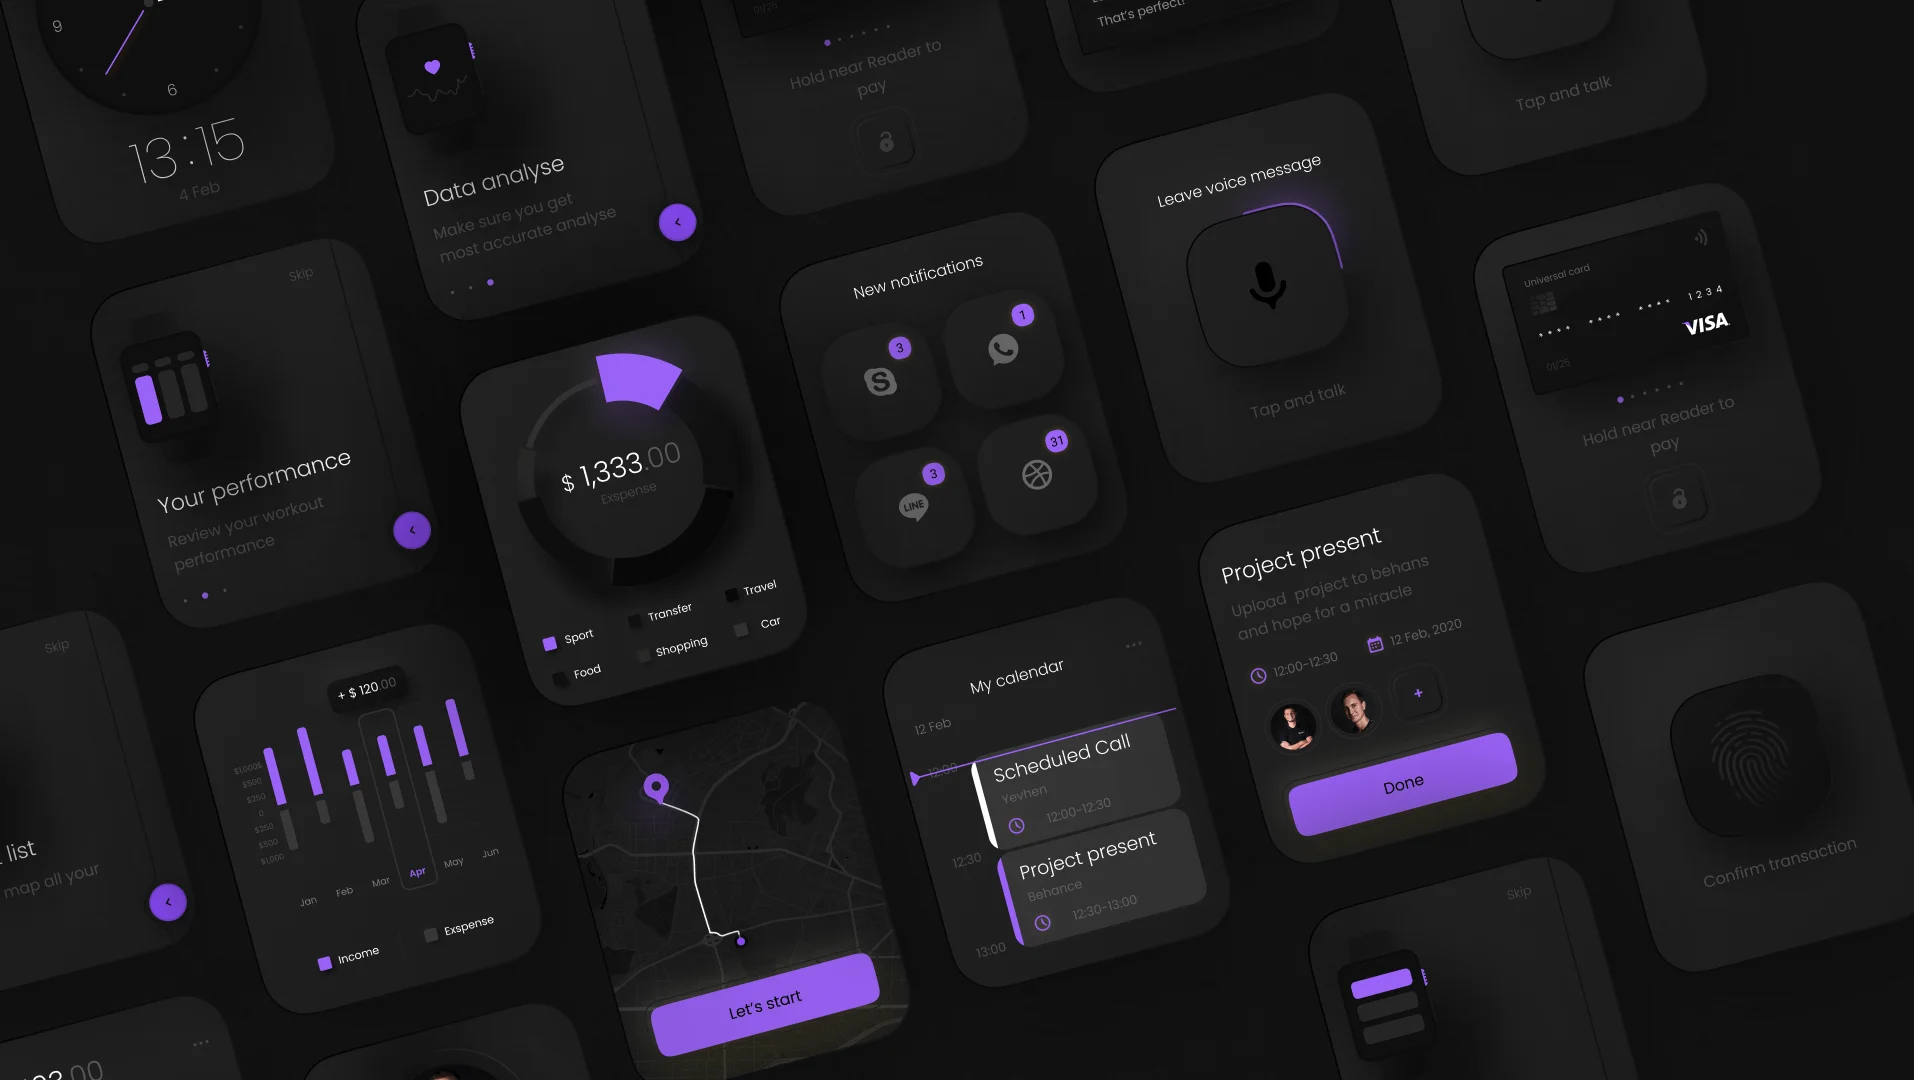 9
6
13:15
4 Feb
Data analyse
Make sure you get
most accurate analyse
01/25
Hold near Reader to
pay
That's perfect!
Tap and talk
Skip
Your performance
Review your workout
performance
$ 1,333.00
Exspense
Sport
Transfer
Travel
Food
Shopping
Car
New notifications
3
1
3
LINE
31
Leave voice message
Tap and talk
Universal card
**** **** **** 1234
VISA
01/25
Hold near Reader to
pay
Skip
list
map all your
+ $ 120.00
$1,000$
$500
$250
0
$250
$500
$1,000
Jan
Feb
Mar
Apr
May
Jun
Income
Exspense
Let's start
My calendar
12 Feb
12:00
Scheduled Call
Yevhen
12:00-12:30
12:30
Project present
Behance
12:30-13:00
13:00
Project present
Upload project to behans
and hope for a miracle
12:00-12:30
12 Feb, 2020
Done
Confirm transaction
Skip
.00